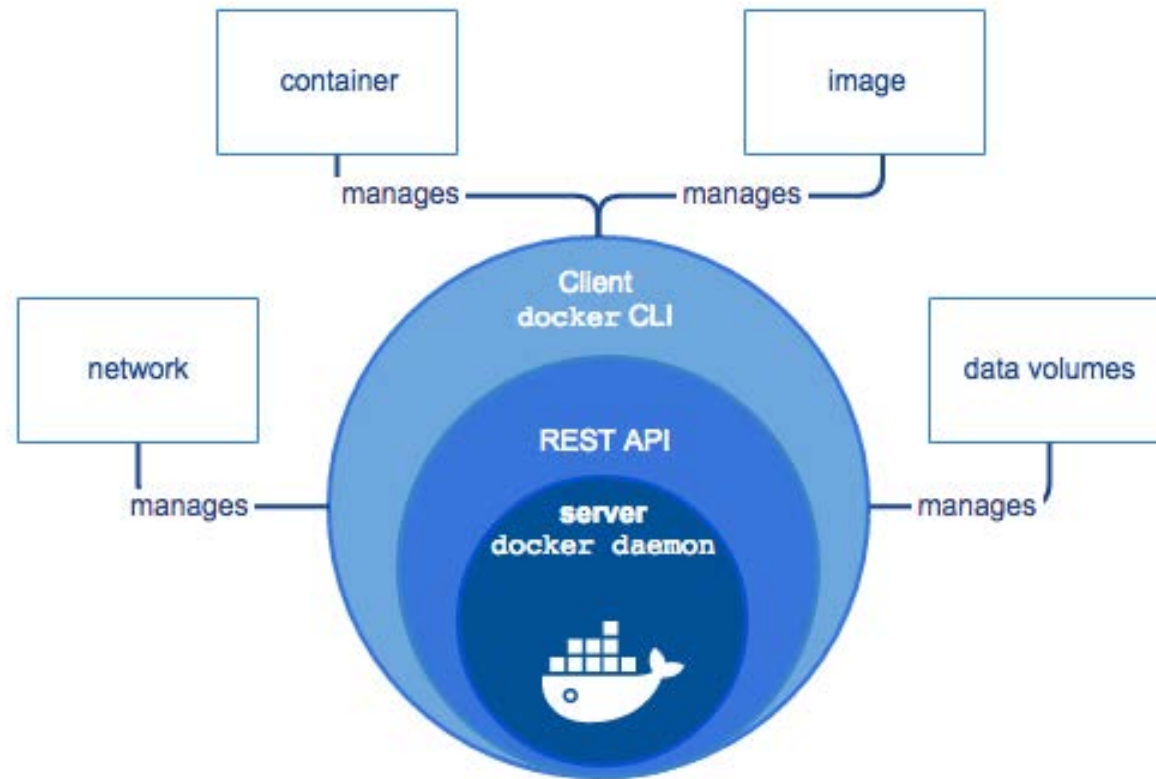 container
image
manages
manages
Client
docker CLI
network
data volumes
REST API
manages
manages
server
docker daemon